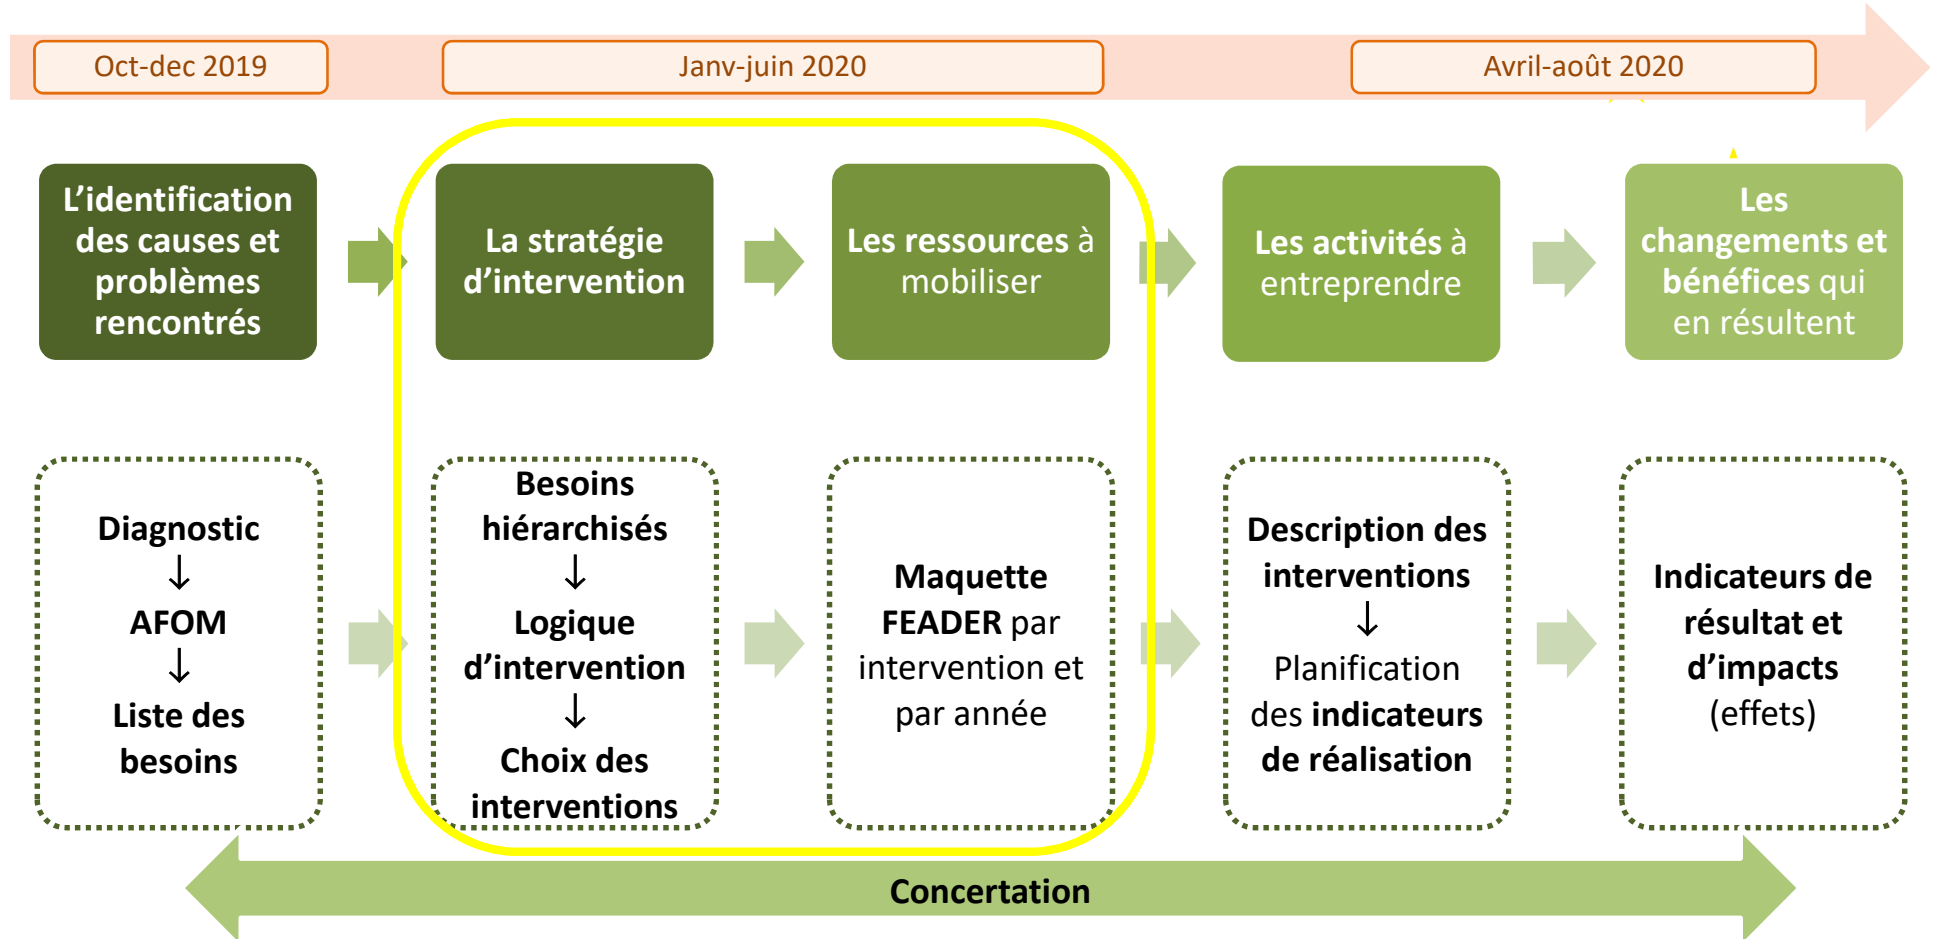 Oct-dec 2019
Janv-juin 2020
Avril-août 2020
L’identification
des causes et
problèmes
rencontrés
La stratégie
d’intervention
Les ressources à
mobiliser
Les activités à
entreprendre
Les
changements et
bénéfices qui
en résultent
Diagnostic
↓
AFOM
↓
Liste des
besoins
Besoins
hiérarchisés
↓
Logique
d’intervention
↓
Choix des
interventions
Maquette
FEADER par
intervention et
par année
Description des
interventions
↓
Planification
des indicateurs
de réalisation
Indicateurs de
résultat et
d’impacts
(effets)
Concertation